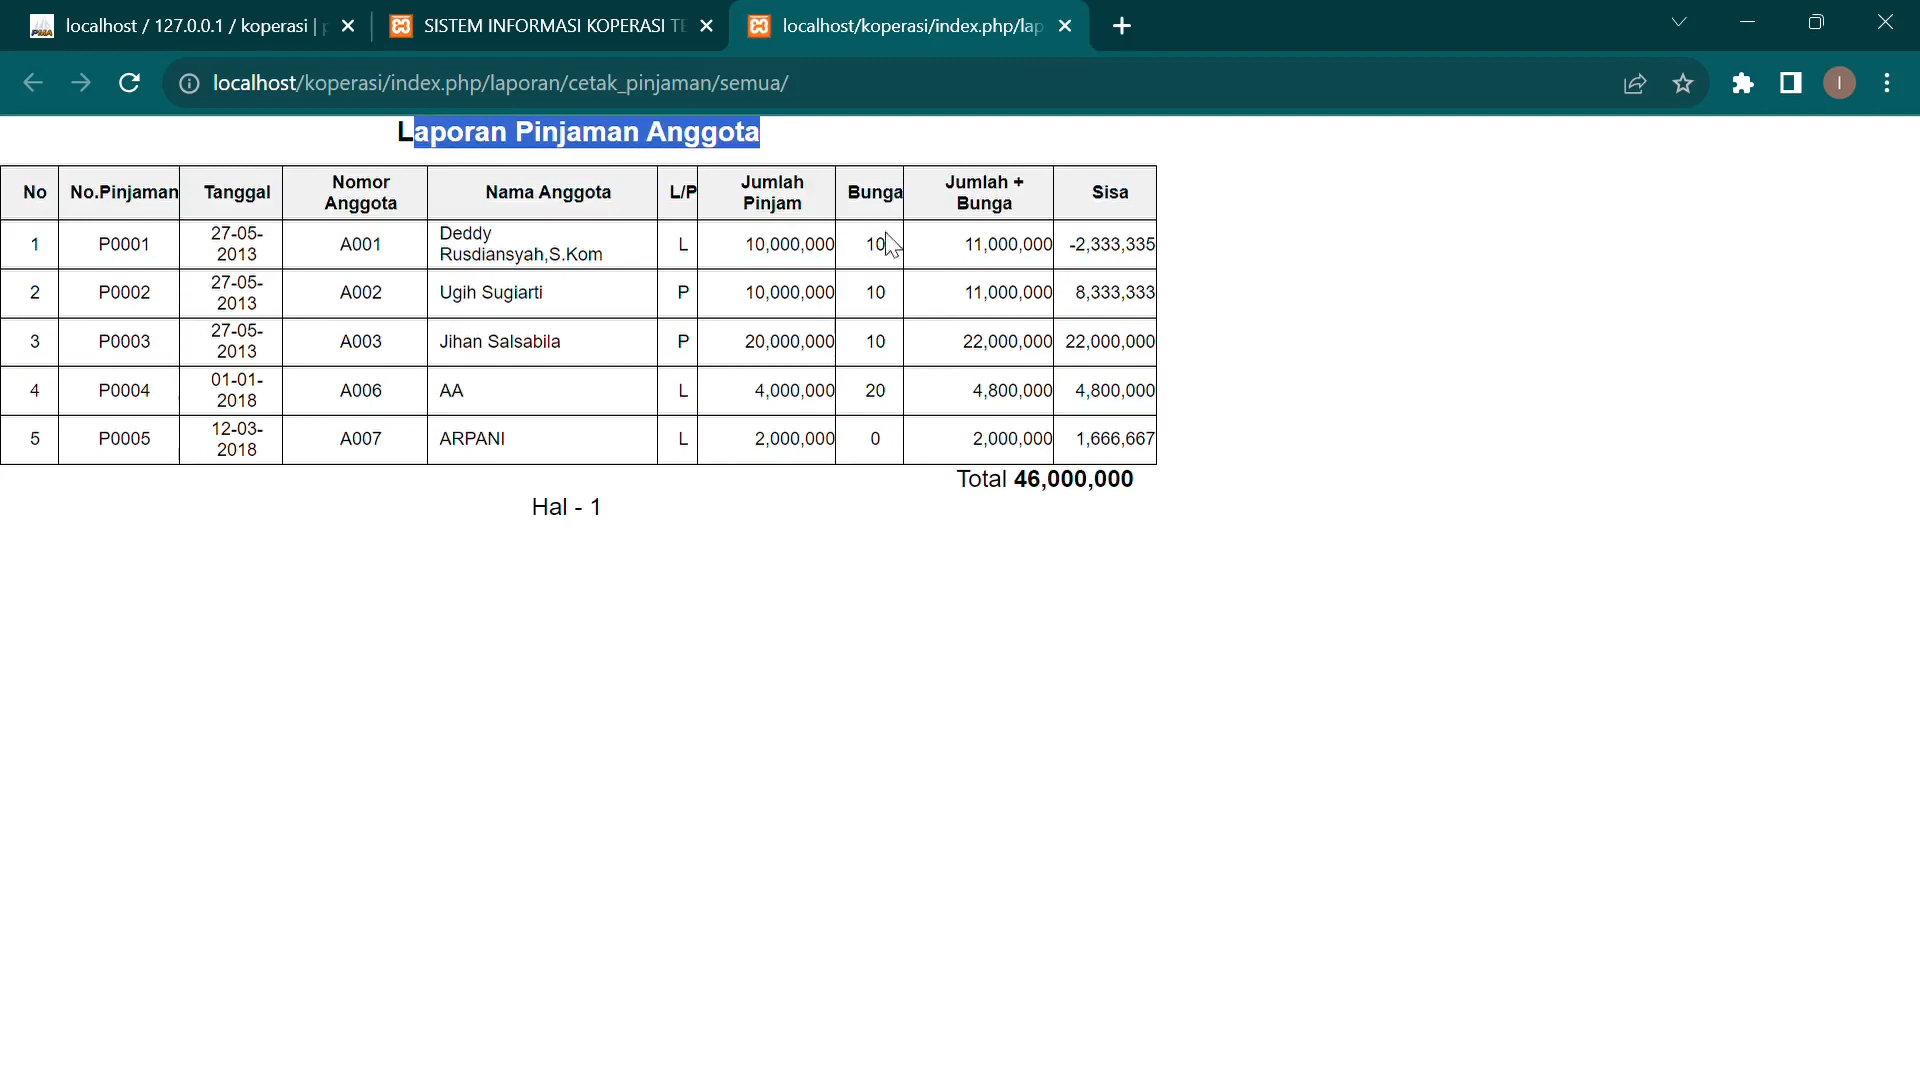 localhost / 127.0.0.1 / koperasi |
SISTEM INFORMASI KOPERASI TE
localhost/koperasi/index.php/lap
localhost/koperasi/index.php/laporan/cetak_pinjaman/semua/
I
Laporan Pinjaman Anggota
No No.Pinjaman Tanggal Nomor Anggota Nama Anggota L/P Jumlah Pinjam Bunga Jumlah + Bunga Sisa
1 P0001 27-05-2013 A001 Deddy Rusdiansyah,S.Kom L 10,000,000 10 11,000,000 -2,333,335
2 P0002 27-05-2013 A002 Ugih Sugiarti P 10,000,000 10 11,000,000 8,333,333
3 P0003 27-05-2013 A003 Jihan Salsabila P 20,000,000 10 22,000,000 22,000,000
4 P0004 01-01-2018 A006 AA L 4,000,000 20 4,800,000 4,800,000
5 P0005 12-03-2018 A007 ARPANI L 2,000,000 0 2,000,000 1,666,667
Total 46,000,000
Hal - 1